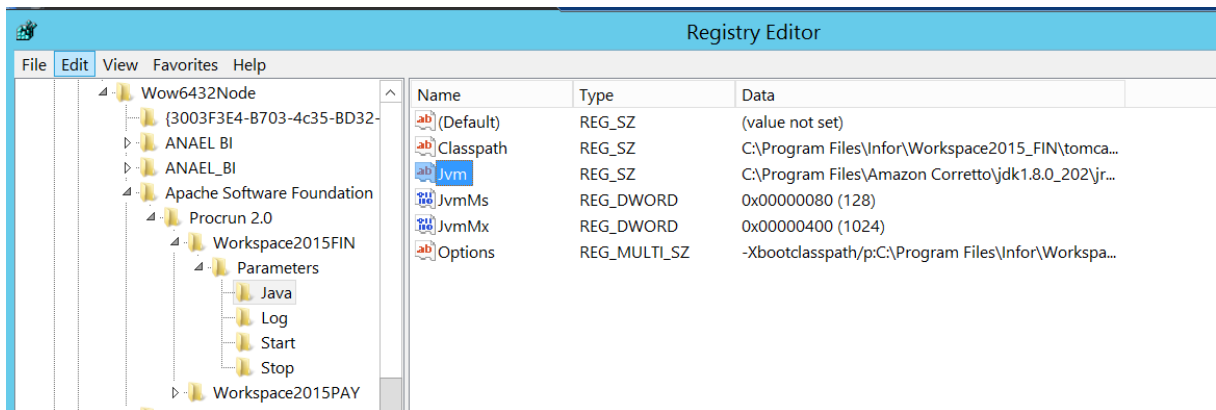 Registry Editor
File Edit View Favorites Help
Wow6432Node
{3003F3E4-B703-4c35-BD32-
ANAEL BI
ANAEL_BI
Apache Software Foundation
Procrun 2.0
Workspace2015FIN
Parameters
Java
Log
Start
Stop
Workspace2015PAY
Name Type Data
(Default) REG_SZ (value not set)
Classpath REG_SZ C:\Program Files\Infor\Workspace2015_FIN\tomca...
Jvm REG_SZ C:\Program Files\Amazon Corretto\jdk1.8.0_202\jr...
JvmMs REG_DWORD 0x00000080 (128)
JvmMx REG_DWORD 0x00000400 (1024)
Options REG_MULTI_SZ -Xbootclasspath/p:C:\Program Files\Infor\Workspa...